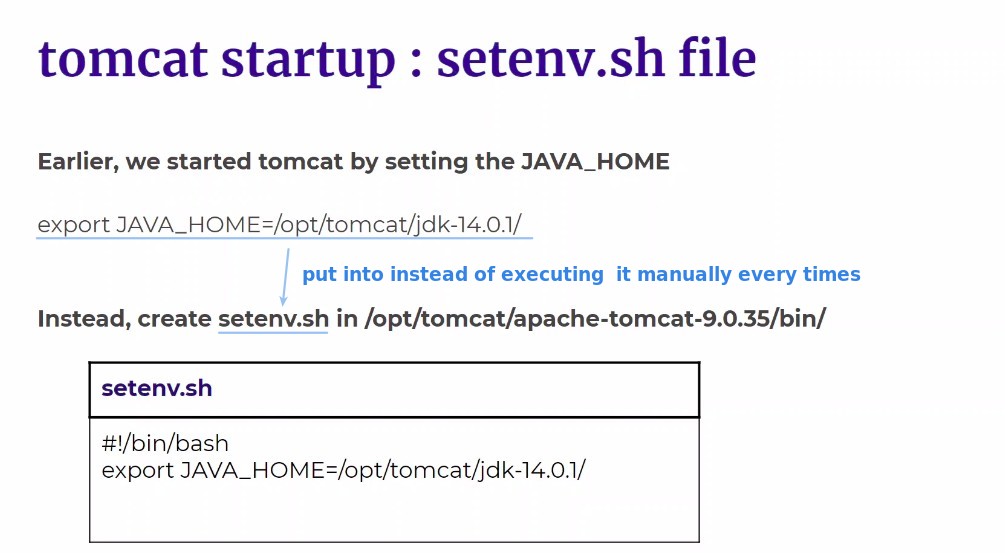 tomcat startup : setenv.sh file
Earlier, we started tomcat by setting the JAVA_HOME
export JAVA_HOME=/opt/tomcat/jdk-14.0.1/
put into instead of executing  it manually every times
Instead, create setenv.sh in /opt/tomcat/apache-tomcat-9.0.35/bin/
setenv.sh
#!/bin/bash
export JAVA_HOME=/opt/tomcat/jdk-14.0.1/